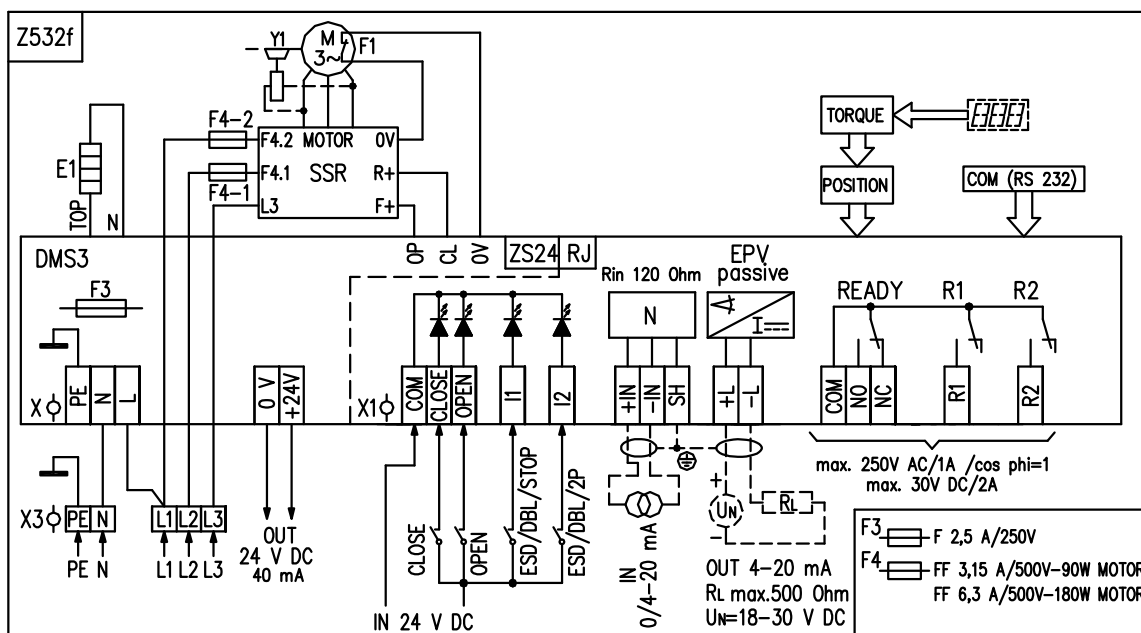 Z532f
Y1
M
3~
F1
F4-2
F4.2 MOTOR 0V
F4.1 SSR R+
F4-1
L3 F+
E1
TOP
N
TORQUE
POSITION
COM (RS 232)
DMS3
OP
CL
0V
ZS24 RJ
EPV
passive
Rin 120 Ohm
F3
N
I
READY R1 R2
X
PE
N
L
0 V
+24V
X1
COM
CLOSE
OPEN
I1
I2
+IN
-IN
SH
+L
-L
COM
NO
NC
R1
R2
max. 250V AC/1A /cos phi=1
max. 30V DC/2A
X3
PE N
L1 L2 L3
PE N
L1 L2 L3
OUT
24 V DC
40 mA
CLOSE
OPEN
ESD/DBL/STOP
ESD/DBL/2P
IN 24 V DC
IN
0/4-20 mA
+
UN
-
RL
OUT 4-20 mA
RL max.500 Ohm
UN=18-30 V DC
F3 F 2,5 A/250V
F4 FF 3,15 A/500V-90W MOTOR
FF 6,3 A/500V-180W MOTOR